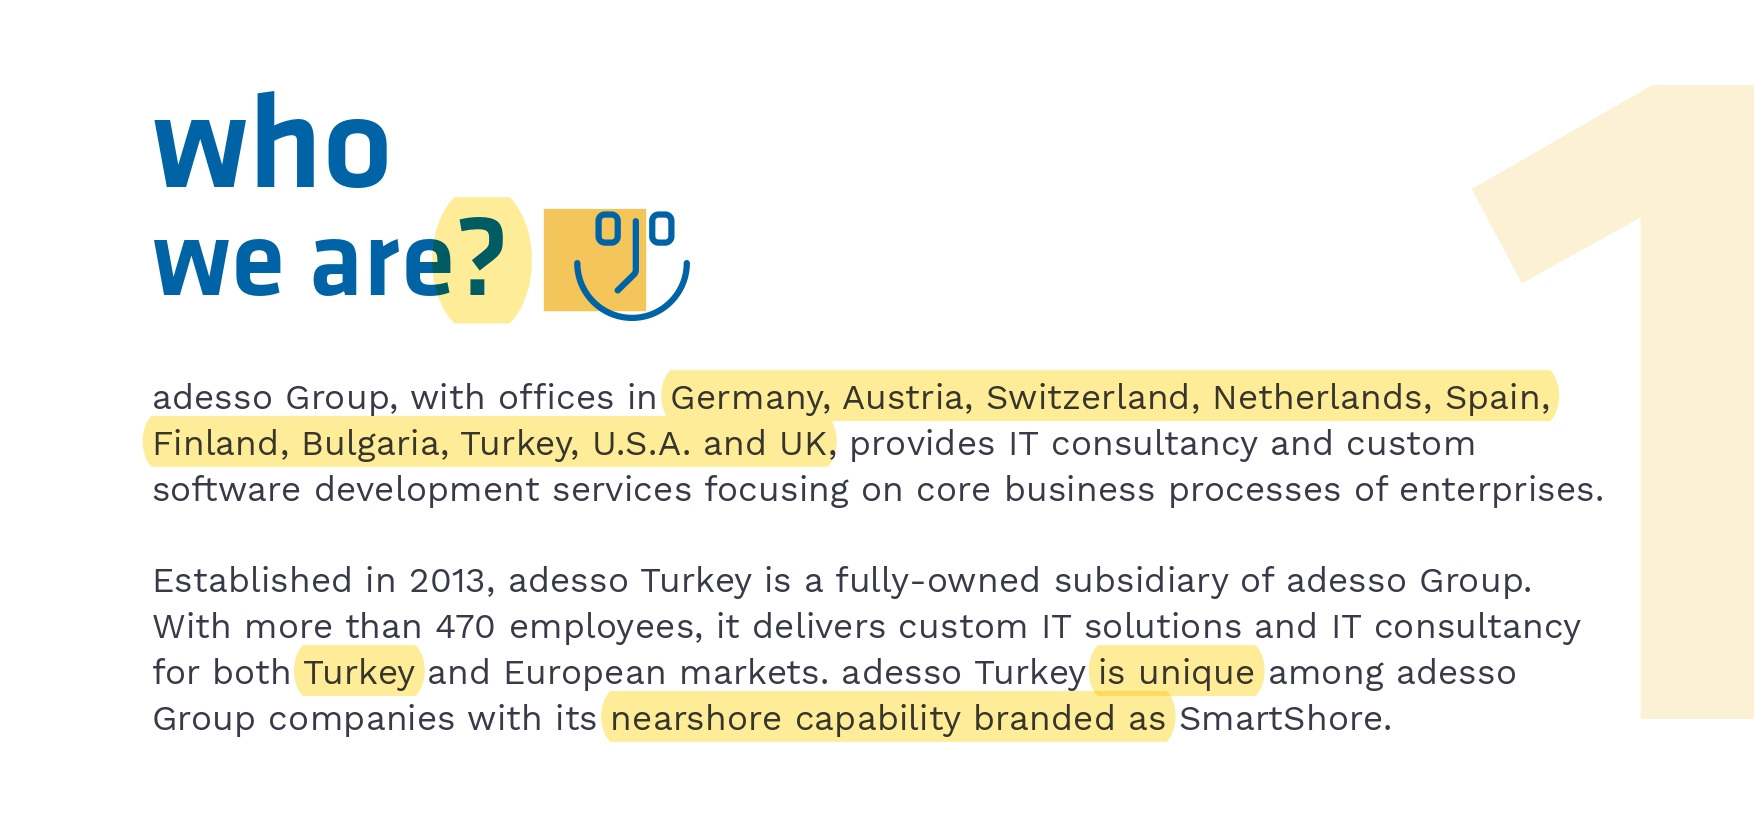 who
we are?
1
adesso Group, with offices in Germany, Austria, Switzerland, Netherlands, Spain,
Finland, Bulgaria, Turkey, U.S.A. and UK, provides IT consultancy and custom
software development services focusing on core business processes of enterprises.
Established in 2013, adesso Turkey is a fully-owned subsidiary of adesso Group.
With more than 470 employees, it delivers custom IT solutions and IT consultancy
for both Turkey and European markets. adesso Turkey is unique among adesso
Group companies with its nearshore capability branded as SmartShore.